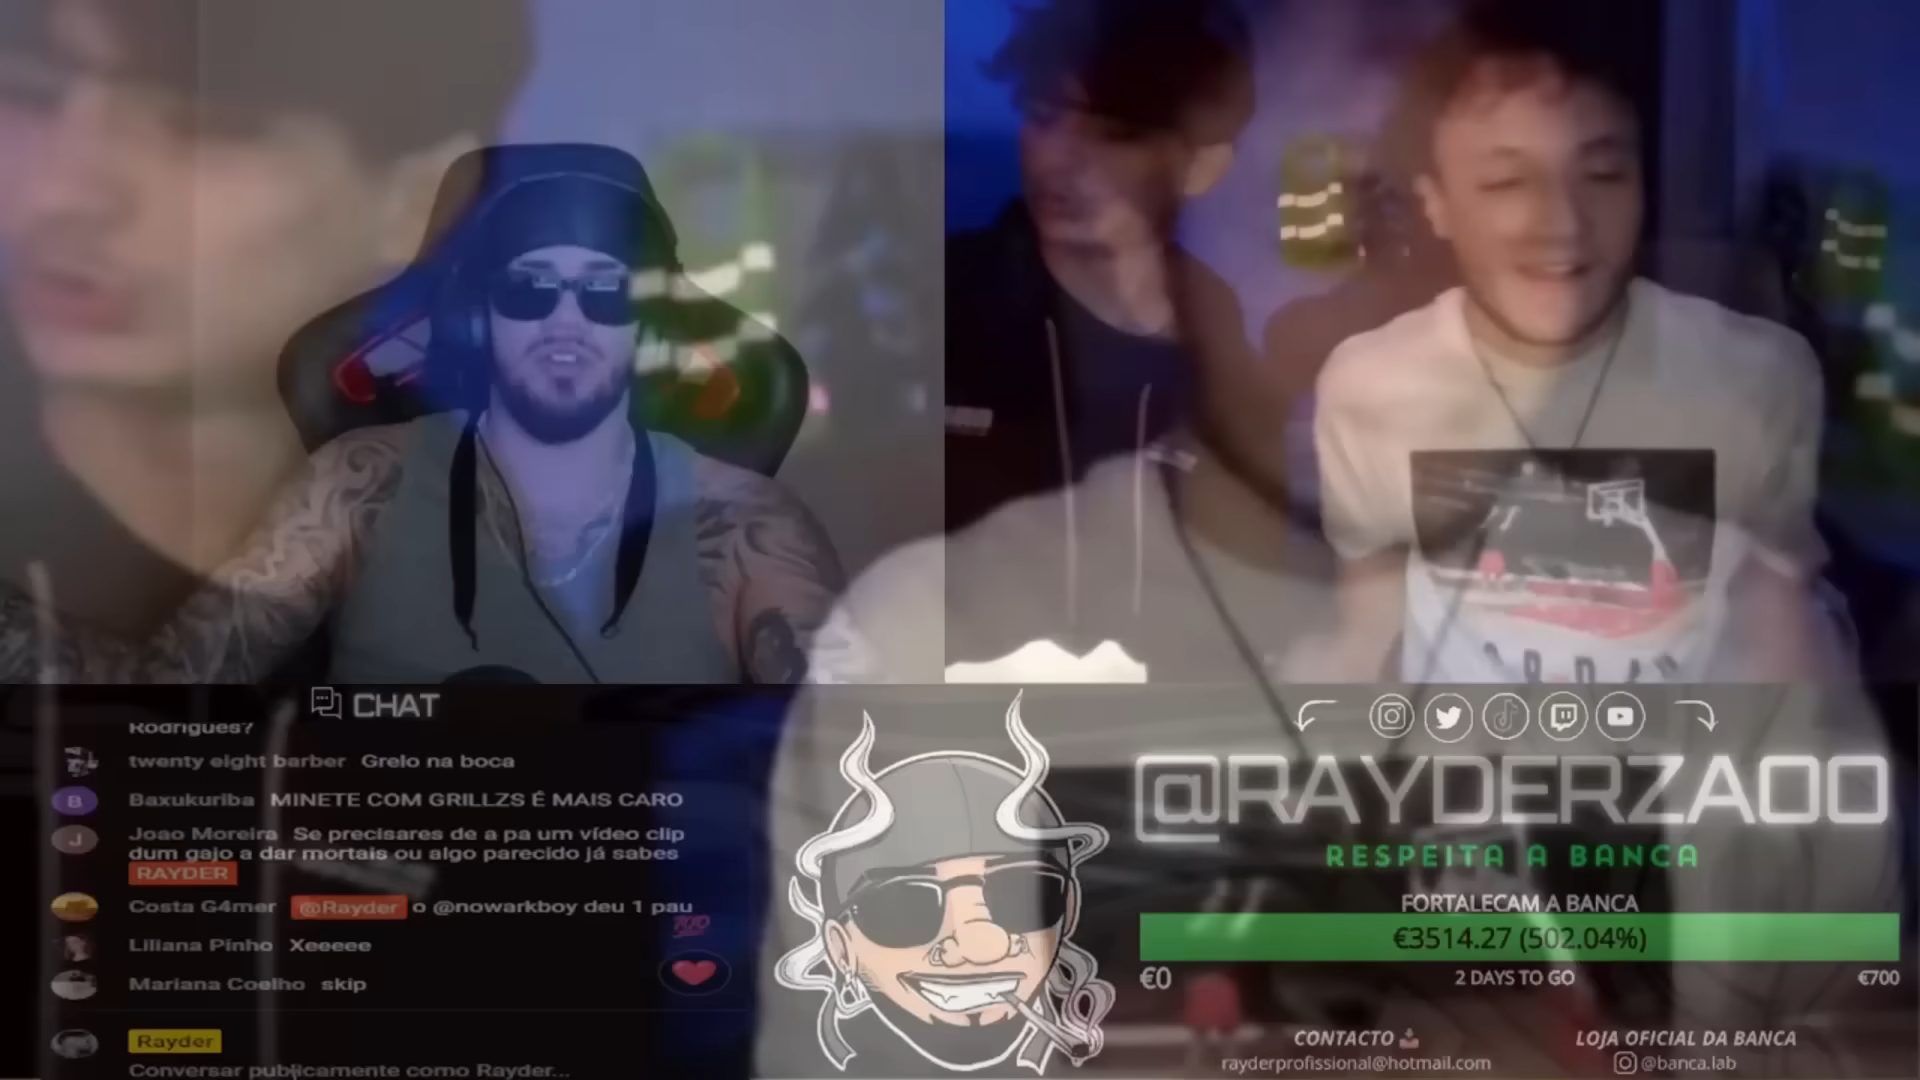 CHAT
Rodrigues?
twenty eight barber Grelo na boca
B Baxukuriba MINETE COM GRILLZS É MAIS CARO
J Joao Moreira Se precisares de a pa um vídeo clip
dum gajo a dar mortais ou algo parecido já sabes
RAYDER
Costa G4mer @Rayder o @nowarkboy deu 1 pau
100
Liliana Pinho Xeeeee
Mariana Coelho skip
Rayder
Conversar publicamente como Rayder...
@RAYDERZAOO
RESPEITA A BANCA
FORTALECAM A BANCA
€3514.27 (502.04%)
€0 2 DAYS TO GO €700
CONTACTO
rayderprofissional@hotmail.com
LOJA OFICIAL DA BANCA
@banca.lab